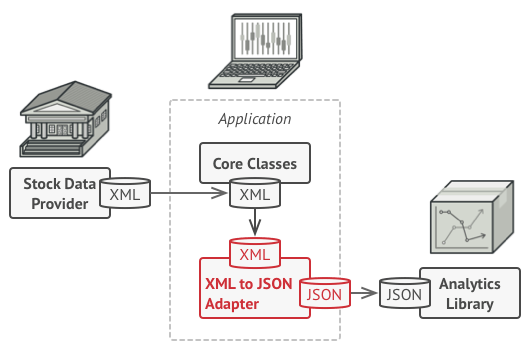 Application
Core Classes
XML
Stock Data
Provider
XML
XML
XML to JSON
Adapter
JSON
JSON
Analytics
Library